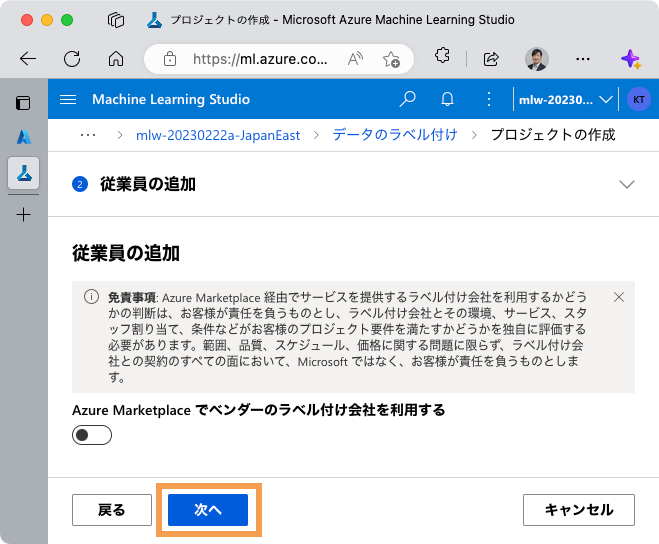 プロジェクトの作成 - Microsoft Azure Machine Learning Studio
https://ml.azure.co...
Machine Learning Studio
mlw-20230...
KT
··· > mlw-20230222a-JapanEast > データのラベル付け > プロジェクトの作成
2 従業員の追加
従業員の追加
免責事項: Azure Marketplace 経由でサービスを提供するラベル付け会社を利用するかどう
かの判断は、お客様が責任を負うものとし、ラベル付け会社とその環境、サービス、スタ
ッフ割り当て、条件などがお客様のプロジェクト要件を満たすかどうかを独自に評価する
必要があります。範囲、品質、スケジュール、価格に関する問題に限らず、ラベル付け会
社との契約のすべての面において、Microsoft ではなく、お客様が責任を負うものとしま
す。
Azure Marketplace でベンダーのラベル付け会社を利用する
戻る
次へ
キャンセル